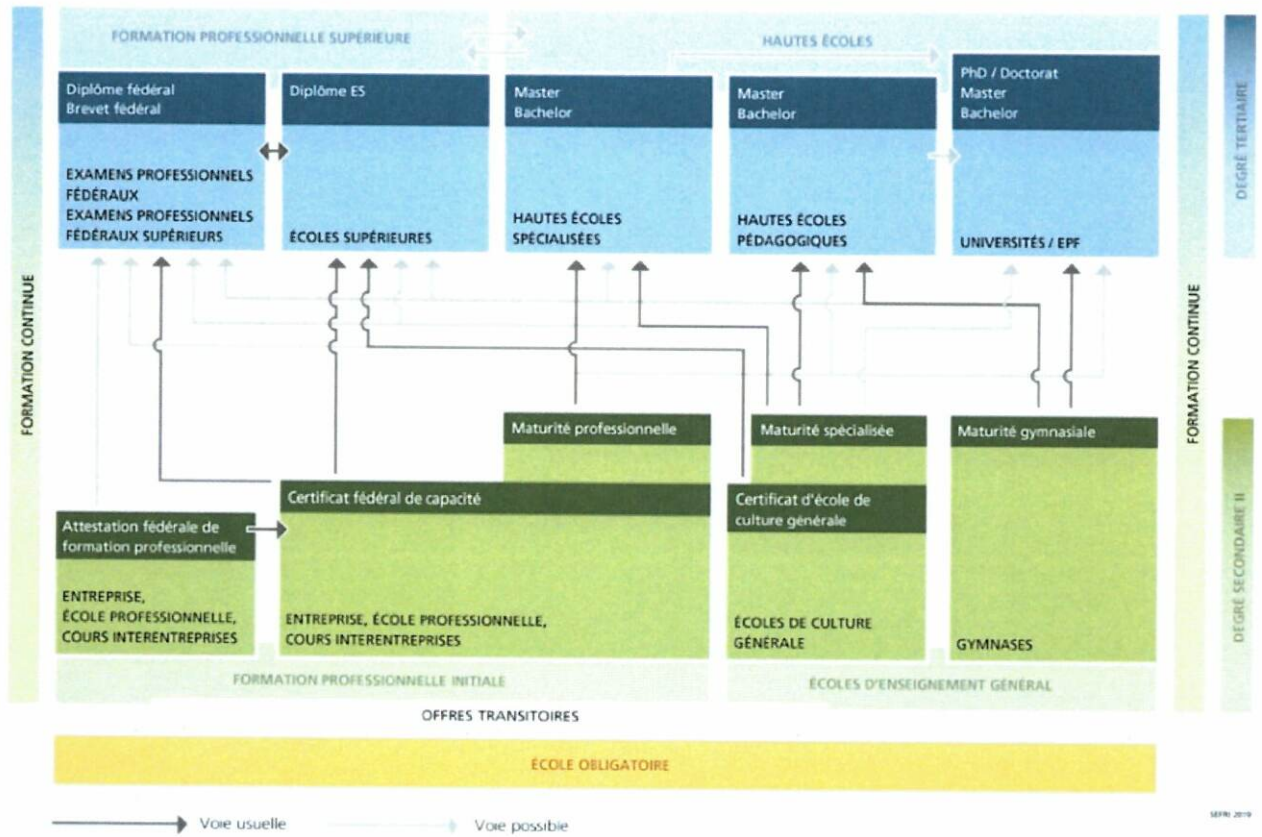 FORMATION PROFESSIONNELLE SUPÉRIEURE
HAUTES ÉCOLES
Diplôme fédéral
Brevet fédéral
EXAMENS PROFESSIONNELS
FÉDÉRAUX
EXAMENS PROFESSIONNELS
FÉDÉRAUX SUPÉRIEURS
Diplôme ES
ÉCOLES SUPÉRIEURES
Master
Bachelor
HAUTES ÉCOLES
SPÉCIALISÉES
Master
Bachelor
HAUTES ÉCOLES
PÉDAGOGIQUES
PhD / Doctorat
Master
Bachelor
UNIVERSITÉS / EPF
DEGRÉ TERTIAIRE
FORMATION CONTINUE
FORMATION CONTINUE
Attestation fédérale de
formation professionnelle
ENTREPRISE,
ÉCOLE PROFESSIONNELLE,
COURS INTERENTREPRISES
Maturité professionnelle
Certificat fédéral de capacité
ENTREPRISE, ÉCOLE PROFESSIONNELLE,
COURS INTERENTREPRISES
Maturité spécialisée
Certificat d'école de
culture générale
ÉCOLES DE CULTURE
GÉNÉRALE
Maturité gymnasiale
GYMNASES
DEGRÉ SECONDAIRE II
FORMATION PROFESSIONNELLE INITIALE
ÉCOLES D'ENSEIGNEMENT GÉNÉRAL
OFFRES TRANSITOIRES
ÉCOLE OBLIGATOIRE
Voie usuelle
Voie possible
SEFRI 2019